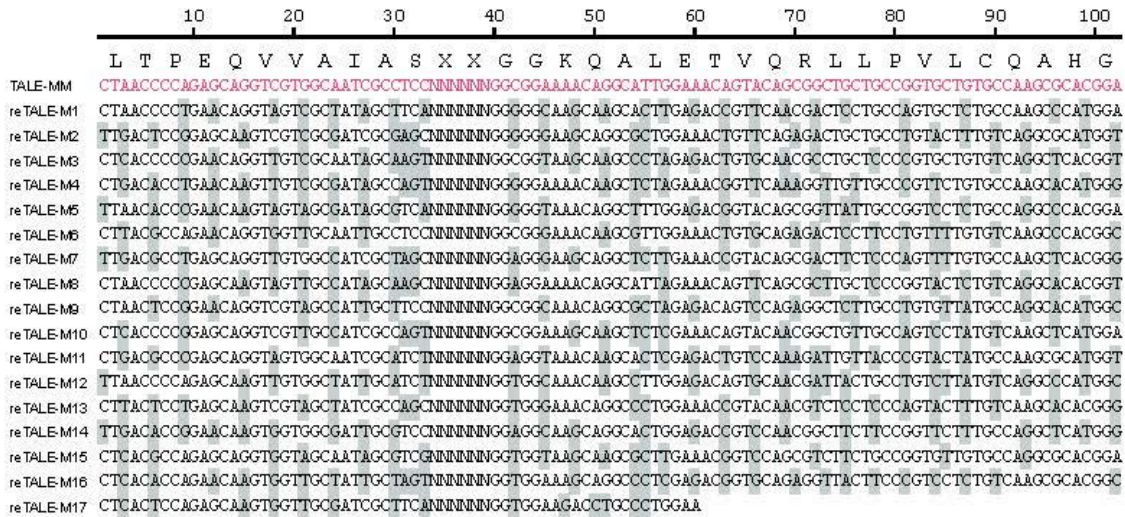 10 20 30 40 50 60 70 80 90 100
L T P E Q V V A I A S X X G G K Q A L E T V Q R L L P V L C Q A H G
TALE-MM CTAACCCCAGAGCAGGTCGTGGCAATCGCCTCCNNNNNNGGCGGAAAACAGGCATTGGAAACAGTACAGCGGCTGCTGCCGGTGCTGTGCCAAGCGCACGGA
reTALE-M1 CTAACCCCTGAACAGGTAGTCGCTATAGCTTCANNNNNNGGGGGCAAGCAAGCACTTGAGACCGTTCAACGACTCCTGCCAGTGCTCTGCCAAGCCCATGGA
reTALE-M2 TTGACTCCGGAGCAAGTCGTCGCGATCGCGAGCNNNNNNGGGGGGAAGCAGGCGCTGGAAACTGTTCAGAGACTGCTGCCTGTACTTTGTCAGGCGCATGGT
reTALE-M3 CTCACCCCCGAACAGGTTGTCGCAATAGCAAGTNNNNNNGGCGGTAAGCAAGCCCTAGAGACTGTGCAACGCCTGCTCCCCGTGCTGTGTCAGGCTCACGGT
reTALE-M4 CTGACACCTGAACAAGTTGTCGCGATAGCCAGTNNNNNNGGGGGAAAACAAGCTCTAGAAACGGTTCAAAGGTTGTTGCCCGTTCTGTGCCAAGCACATGGG
reTALE-M5 TTAACACCCGAACAAGTAGTAGCGATAGCGTCANNNNNNGGGGGTAAACAGGCTTTGGAGACGGTACAGCGGTTATTGCCGGTCCTCTGCCAGGCCCACGGA
reTALE-M6 CTTACGCCAGAACAGGTGGTTGCAATTGCCTCCNNNNNNGGCGGGAAACAAGCGTTGGAAACTGTGCAGAGACTCCTTCCTGTTTTGTGTCAAGCCCACGGC
reTALE-M7 TTGACGCCTGAGCAGGTTGTGGCCATCGCTAGCNNNNNNGGAGGGAAGCAGGCTCTTGAAACCGTACAGCGACTTCTCCCAGTTTTGTGCCAAGCTCACGGG
reTALE-M8 CTAACCCCCGAGCAAGTAGTTGCCATAGCAAGCNNNNNNGGAGGAAAACAGGCATTAGAAACAGTTCAGCGCTTGCTCCCGGTACTCTGTCAGGCACACGGT
reTALE-M9 CTAACTCCGGAACAGGTCGTAGCCATTGCTTCCNNNNNNGGCGGCAAACAGGCGCTAGAGACAGTCCAGAGGCTCTTGCCTGTGTTATGCCAGGCACATGGC
reTALE-M10 CTCACCCCGGAGCAGGTCGTTGCCATCGCCAGTNNNNNNGGCGGAAAGCAAGCTCTCGAAACAGTACAACGGCTGTTGCCAGTCCTATGTCAAGCTCATGGA
reTALE-M11 CTGACGCCCGAGCAGGTAGTGGCAATCGCATCTNNNNNNGGAGGTAAACAAGCACTCGAGACTGTCCAAAGATTGTTACCCGTACTATGCCAAGCGCATGGT
reTALE-M12 TTAACCCCAGAGCAAGTTGTGGCTATTGCATCTNNNNNNGGTGGCAAACAAGCCTTGGAGACAGTGCAACGATTACTGCCTGTCTTATGTCAGGCCCATGGC
reTALE-M13 CTTACTCCTGAGCAAGTCGTAGCTATCGCCAGCNNNNNNGGTGGGAAACAGGCCCTGGAAACCGTACAACGTCTCCTCCCAGTACTTTGTCAAGCACACGGG
reTALE-M14 TTGACACCGGAACAAGTGGTGGCGATTGCGTCCNNNNNNGGAGGCAAGCAGGCACTGGAGACCGTCCAACGGCTTCTTCCGGTTCTTTGCCAGGCTCATGGG
reTALE-M15 CTCACGCCAGAGCAGGTGGTAGCAATAGCGTCGNNNNNNGGTGGTAAGCAAGCGCTTGAAACGGTCCAGCGTCTTCTGCCGGTGTTGTGCCAGGCGCACGGA
reTALE-M16 CTCACACCAGAACAAGTGGTTGCTATTGCTAGTNNNNNNGGTGGAAAGCAGGCCCTCGAGACGGTGCAGAGGTTACTTCCCGTCCTCTGTCAAGCGCACGGC
reTALE-M17 CTCACTCCAGAGCAAGTGGTTGCGATCGCTTCANNNNNNGGTGGAAGACCTGCCCTGGAA